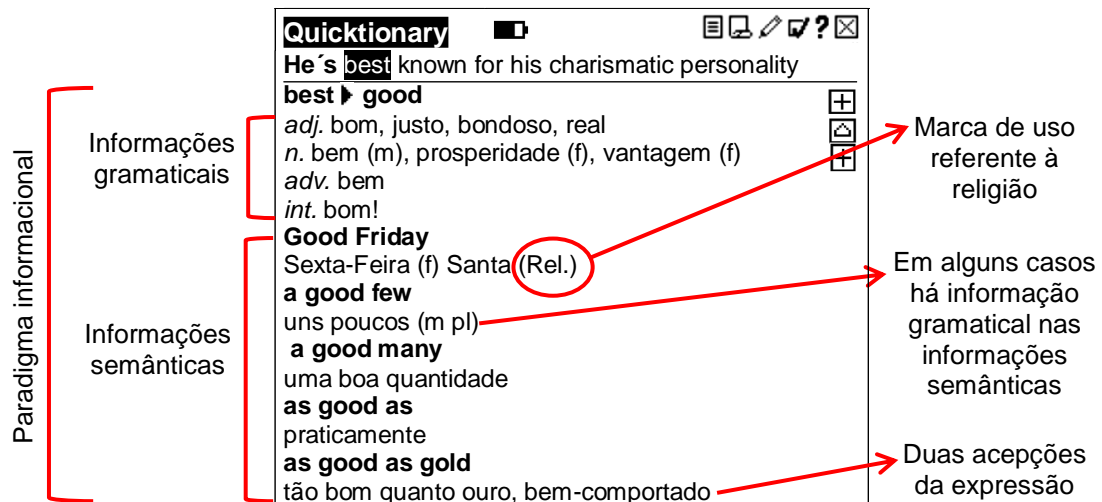 Quicktionary
He´s best known for his charismatic personality
best good
adj. bom, justo, bondoso, real
n. bem (m), prosperidade (f), vantagem (f)
adv. bem
int. bom!
Good Friday
Sexta-Feira (f) Santa (Rel.)
a good few
uns poucos (m pl)
a good many
uma boa quantidade
as good as
praticamente
as good as gold
tão bom quanto ouro, bem-comportado
Paradigma informacional
Informações
gramaticais
Informações
semânticas
Marca de uso
referente à
religião
Em alguns casos
há informação
gramatical nas
informações
semânticas
Duas acepções
da expressão